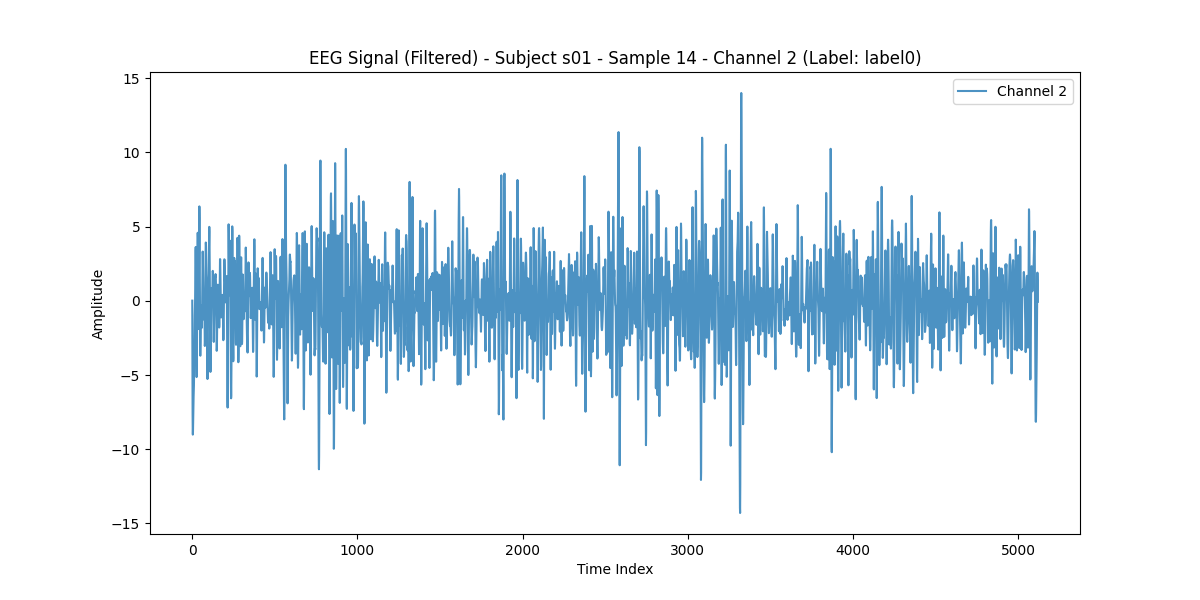 EEG Signal (Filtered) - Subject s01 - Sample 14 - Channel 2 (Label: label0)
Channel 2
15
10
5
0
−5
−10
−15
Amplitude
0 1000 2000 3000 4000 5000
Time Index